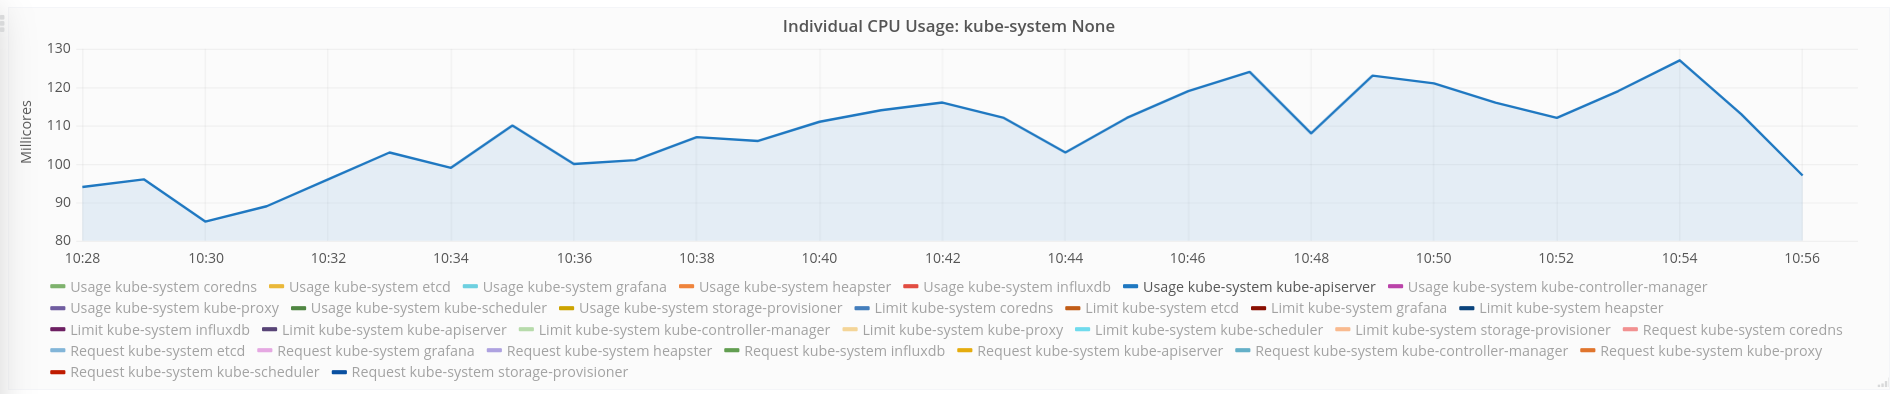 Individual CPU Usage: kube-system None
130
120
110
100
90
80
Millicores
10:28 10:30 10:32 10:34 10:36 10:38 10:40 10:42 10:44 10:46 10:48 10:50 10:52 10:54 10:56
Usage kube-system coredns Usage kube-system etcd Usage kube-system grafana Usage kube-system heapster Usage kube-system influxdb Usage kube-system kube-apiserver Usage kube-system kube-controller-manager
Usage kube-system kube-proxy Usage kube-system kube-scheduler Usage kube-system storage-provisioner Limit kube-system coredns Limit kube-system etcd Limit kube-system grafana Limit kube-system heapster
Limit kube-system influxdb Limit kube-system kube-apiserver Limit kube-system kube-controller-manager Limit kube-system kube-proxy Limit kube-system kube-scheduler Limit kube-system storage-provisioner Request kube-system coredns
Request kube-system etcd Request kube-system grafana Request kube-system heapster Request kube-system influxdb Request kube-system kube-apiserver Request kube-system kube-controller-manager Request kube-system kube-proxy
Request kube-system kube-scheduler Request kube-system storage-provisioner